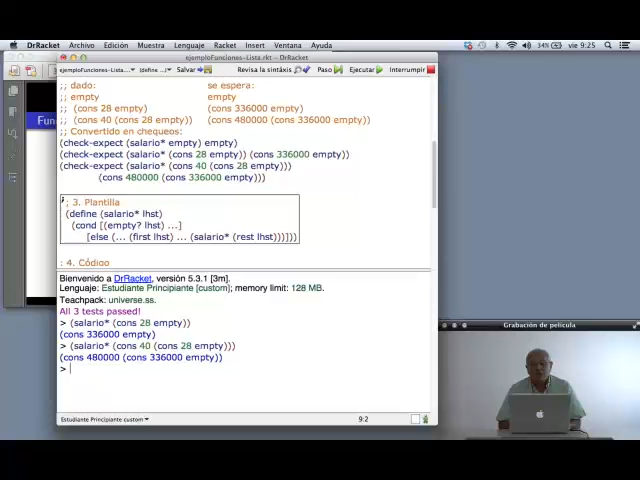 DrRacket Archivo Edición Muestra Lenguaje Racket Insert Ventana Ayuda 34% vie 9:25
ejemploFunciones-Lista.rkt - DrRacket
ejemploFunciones-Lista... (define ...) Salvar Revisa la sintáxis Paso Ejecutar Interrumpir
;; dado: se espera:
;; empty empty
;; (cons 28 empty) (cons 336000 empty)
;; (cons 40 (cons 28 empty)) (cons 480000 (cons 336000 empty))
;; Convertido en chequeos:
(check-expect (salario* empty) empty)
(check-expect (salario* (cons 28 empty)) (cons 336000 empty))
(check-expect (salario* (cons 40 (cons 28 empty)))
(cons 480000 (cons 336000 empty)))
; 3. Plantilla
(define (salario* lhst)
(cond [(empty? lhst) ...]
[else (... (first lhst) ... (salario* (rest lhst)))]))
; 4. Código
Bienvenido a DrRacket, versión 5.3.1 [3m].
Lenguaje: Estudiante Principiante [custom]; memory limit: 128 MB.
Teachpack: universe.ss.
All 3 tests passed!
> (salario* (cons 28 empty))
(cons 336000 empty)
> (salario* (cons 40 (cons 28 empty)))
(cons 480000 (cons 336000 empty))
>
Estudiante Principiante custom 9:2
Fun
Grabación de película